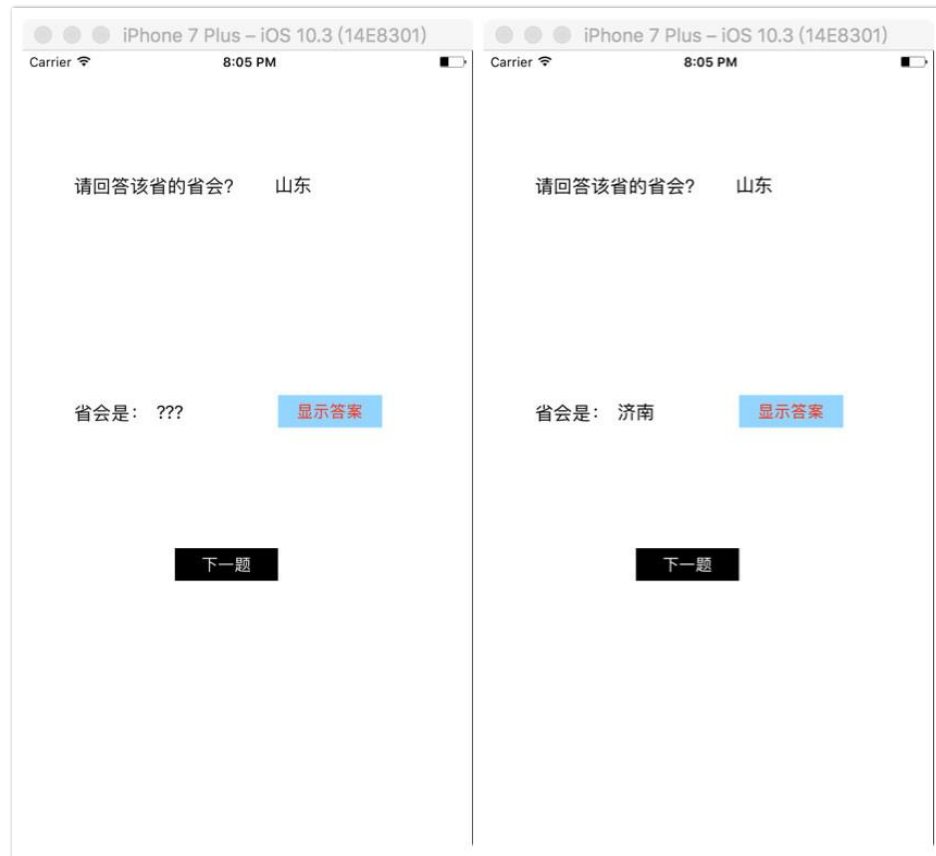 iPhone 7 Plus – iOS 10.3 (14E8301)
Carrier 8:05 PM
请回答该省的省会? 山东
省会是： ??? 显示答案
下一题
iPhone 7 Plus – iOS 10.3 (14E8301)
Carrier 8:05 PM
请回答该省的省会? 山东
省会是： 济南 显示答案
下一题